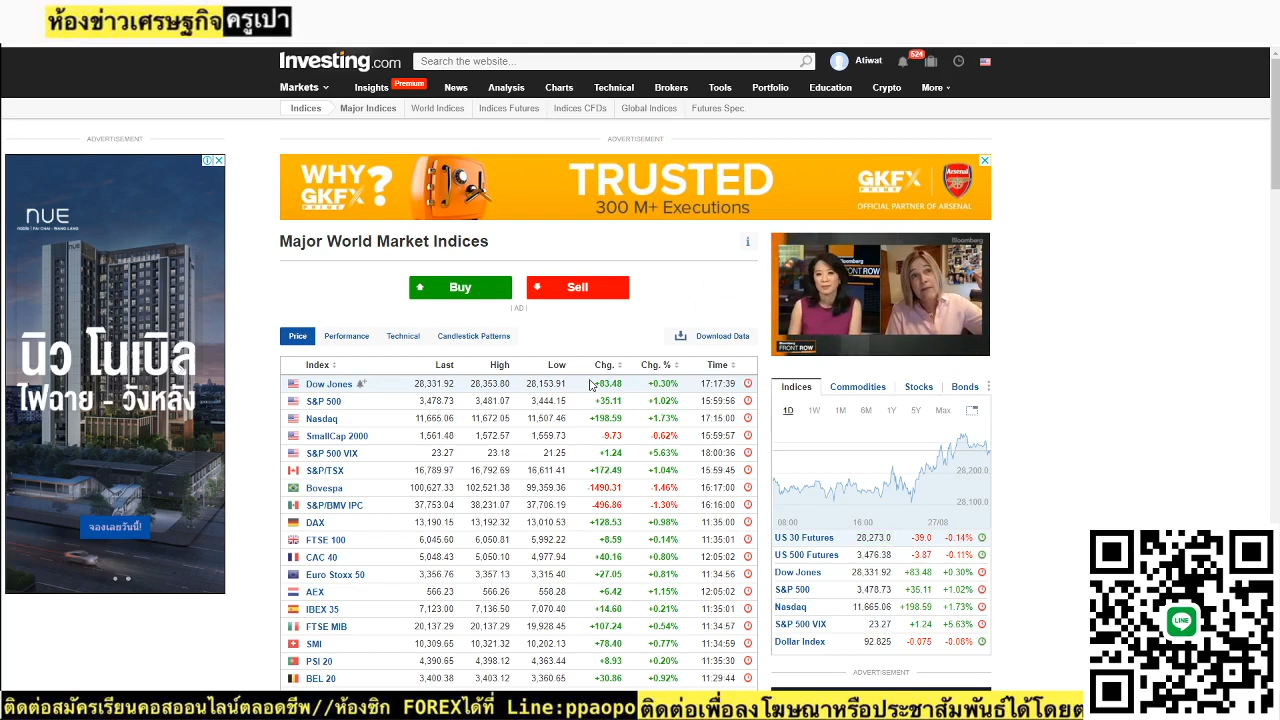 ห้องข่าวเศรษฐกิจครูเปา
Investing.com
Search the website...
Atiwat
524
Markets Insights Premium News Analysis Charts Technical Brokers Tools Portfolio Education Crypto More
Indices Major Indices World Indices Indices Futures Indices CFDs Global Indices Futures Spec.
ADVERTISEMENT
ADVERTISEMENT
nue
นิว โนเบิล
ไฟฉาย - วังหลัง
จองเลยวันนี้!
WHY GKFX PRIME ?
TRUSTED
300 M+ Executions
GKFX PRIME
Arsenal
OFFICIAL PARTNER OF ARSENAL
Major World Market Indices
Buy Sell
| AD |
Price Performance Technical Candlestick Patterns Download Data
Index Last High Low Chg. Chg. % Time
Dow Jones 28,331.92 28,353.80 28,153.91 +83.48 +0.30% 17:17:39
S&P 500 3,478.73 3,481.07 3,444.15 +35.11 +1.02% 15:59:56
Nasdaq 11,665.06 11,672.05 11,507.46 +198.59 +1.73% 17:15:00
SmallCap 2000 1,561.48 1,572.57 1,559.73 -9.73 -0.62% 15:59:57
S&P 500 VIX 23.27 23.18 21.25 +1.24 +5.63% 18:00:36
S&P/TSX 16,789.97 16,792.69 16,611.41 +172.49 +1.04% 15:59:45
Bovespa 100,627.33 102,521.38 99,359.36 -1490.31 -1.46% 16:17:00
S&P/BMV IPC 37,753.04 38,231.07 37,706.19 -496.86 -1.30% 16:16:00
DAX 13,190.15 13,192.32 13,010.53 +128.53 +0.98% 11:35:00
FTSE 100 6,045.60 6,050.81 5,998.72 +8.59 +0.14% 11:35:01
CAC 40 5,048.43 5,050.10 4,977.94 +40.16 +0.80% 12:05:02
Euro Stoxx 50 3,356.76 3,357.13 3,315.40 +27.05 +0.81% 11:34:56
AEX 566.23 566.26 558.28 +6.42 +1.15% 12:05:02
IBEX 35 7,123.00 7,136.50 7,070.40 +14.60 +0.21% 11:35:01
FTSE MIB 20,137.29 20,137.29 19,928.45 +107.24 +0.54% 11:34:57
SMI 10,309.65 10,321.32 10,202.13 +78.40 +0.77% 11:34:59
PSI 20 4,390.65 4,398.12 4,363.44 +8.93 +0.20% 11:35:33
BEL 20 3,400.38 3,403.12 3,360.65 +30.86 +0.92% 11:29:44
Bloomberg
FRONT ROW
Bloomberg
FRONT ROW
Indices Commodities Stocks Bonds
1D 1W 1M 6M 1Y 5Y Max
28,200.0
28,100.0
08:00 16:00 27/08
US 30 Futures 28,273.0 -39.0 -0.14%
US 500 Futures 3,476.38 -3.87 -0.11%
Dow Jones 28,331.92 +83.48 +0.30%
S&P 500 3,478.73 +35.11 +1.02%
Nasdaq 11,665.06 +198.59 +1.73%
S&P 500 VIX 23.27 +1.24 +5.63%
Dollar Index 92.825 -0.075 -0.08%
ADVERTISEMENT
LINE
ติดต่อสมัครเรียนคอสออนไลน์ตลอดชีพ//ห้องซิก FOREXได้ที่ Line:ppaopo ติดต่อเพื่อลงโฆษณาหรือประชาสัมพันธ์ได้โดยต